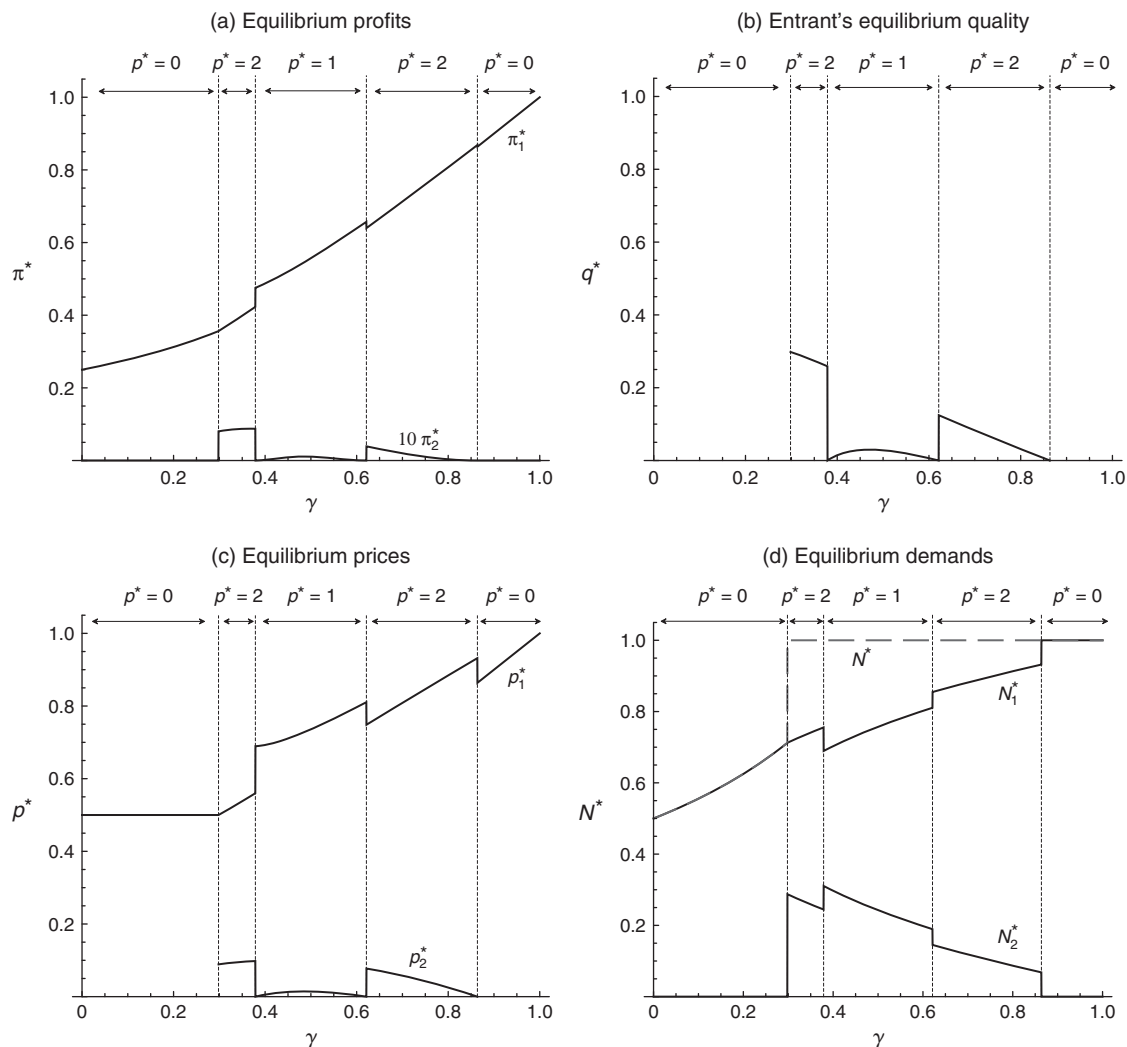 (a) Equilibrium profits
p* = 0 p* = 2 p* = 1 p* = 2 p* = 0
1.0
π₁*
0.8
0.6
π*
0.4
0.2
10 π₂*
0 0.2 0.4 0.6 0.8 1.0
γ
(b) Entrant's equilibrium quality
p* = 0 p* = 2 p* = 1 p* = 2 p* = 0
1.0
0.8
0.6
q*
0.4
0.2
0 0.2 0.4 0.6 0.8 1.0
γ
(c) Equilibrium prices
p* = 0 p* = 2 p* = 1 p* = 2 p* = 0
1.0
p₁*
0.8
0.6
p*
0.4
0.2
p₂*
0 0.2 0.4 0.6 0.8 1.0
γ
(d) Equilibrium demands
p* = 0 p* = 2 p* = 1 p* = 2 p* = 0
1.0
N*
N₁*
0.8
0.6
N*
0.4
0.2
N₂*
0 0.2 0.4 0.6 0.8 1.0
γ